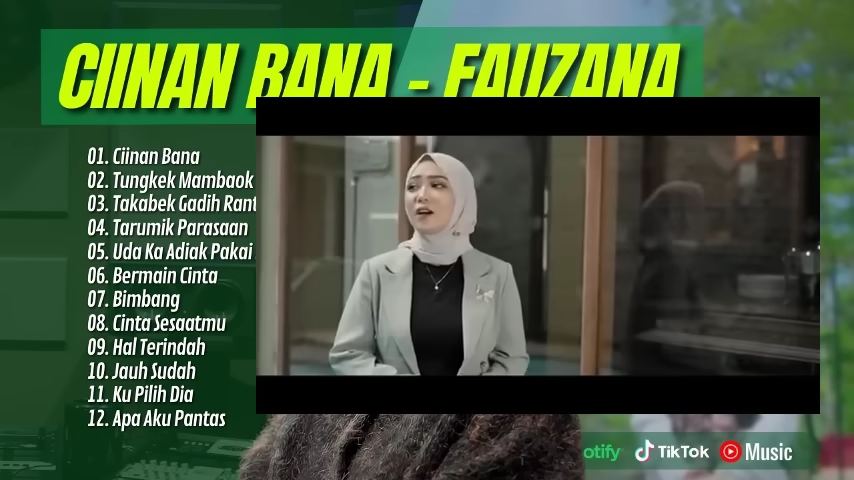 CIINAN BANA - FAUZANA
01. Ciinan Bana
02. Tungkek Mambaok
03. Takabek Gadih Rant
04. Tarumik Parasaan
05. Uda Ka Adiak Pakai
06. Bermain Cinta
07. Bimbang
08. Cinta Sesaatmu
09. Hal Terindah
10. Jauh Sudah
11. Ku Pilih Dia
12. Apa Aku Pantas
otify TikTok Music